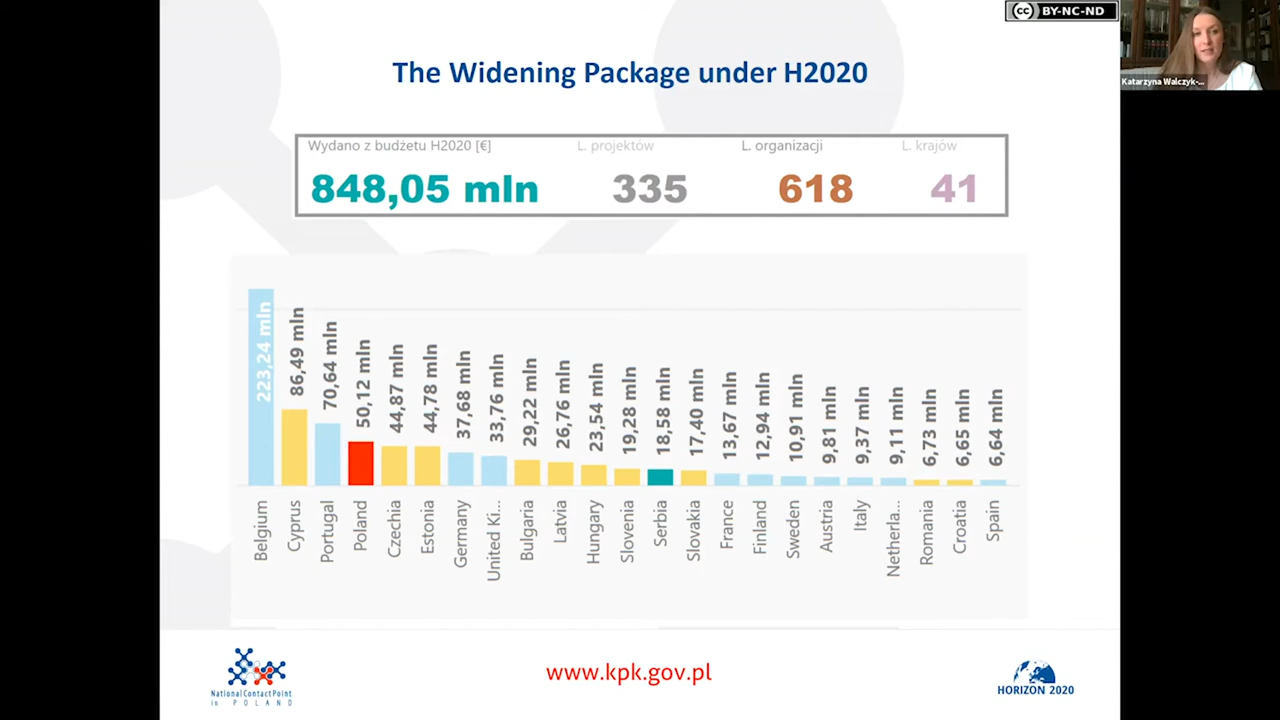 BY-NC-ND
Katarzyna Walczyk-...
The Widening Package under H2020
Wydano z budżetu H2020 [€]
L. projektów
L. organizacji
L. krajów
848,05 mln
335
618
41
223,24 mln
86,49 mln
70,64 mln
50,12 mln
44,87 mln
44,78 mln
37,68 mln
33,76 mln
29,22 mln
26,76 mln
23,54 mln
19,28 mln
18,58 mln
17,40 mln
13,67 mln
12,94 mln
10,91 mln
9,81 mln
9,37 mln
9,11 mln
6,73 mln
6,65 mln
6,64 mln
Belgium
Cyprus
Portugal
Poland
Czechia
Estonia
Germany
United Ki...
Bulgaria
Latvia
Hungary
Slovenia
Serbia
Slovakia
France
Finland
Sweden
Austria
Italy
Netherla...
Romania
Croatia
Spain
National Contact Point
in POLAND
www.kpk.gov.pl
HORIZON 2020